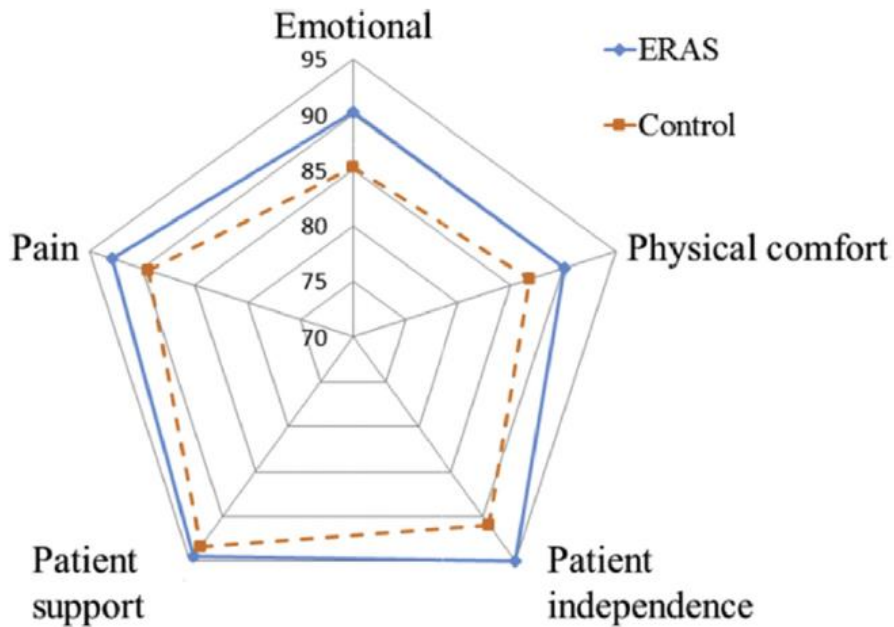 Emotional
95
90
85
80
75
70
ERAS
Control
Pain
Physical comfort
Patient
support
Patient
independence